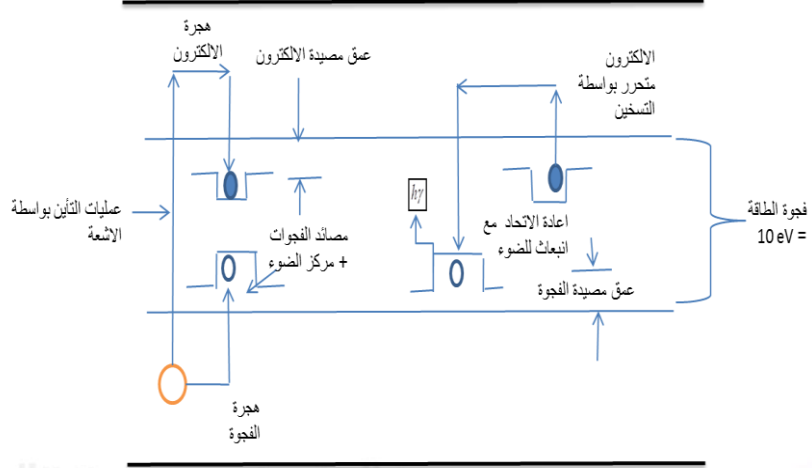 هجرة
الالكترون
عمق مصيدة الالكترون
الالكترون
متحرر بواسطة
التسخين
عمليات التأين بواسطة
الاشعة
مصائد الفجوات
+ مركز الضوء
hγ
اعادة الاتحاد مع
انبعاث للضوء
عمق مصيدة الفجوة
فجوة الطاقة
10 eV =
هجرة
الفجوة